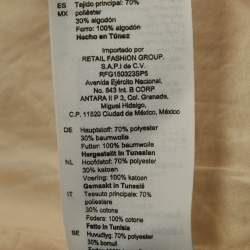 ES Tejido principal: 70%
MX poliéster
30% algodón
Forro: 100% algodón
Hecho en Túnez
Importado por
RETAIL FASHION GROUP,
S.A.P.I de C.V.
RFG150323SP5
Avenida Ejército Nacional,
No. 843 Int. B CORP
ANTARA II P 3, Col. Granada,
Miguel Hidalgo,
C.P. 11520 Ciudad de México, México
DE Hauptstoff: 70% polyester
30% baumwolle
Futter: 100% baumwolle
Hergestellt in Tunesien
NL Hoofdstof: 70% polyester
30% katoen
Voering: 100% katoen
Gemaakt in Tunesië
IT Tessuto principale: 70%
poliestere
30% cotone
Fodera: 100% cotone
Fatto in Tunisia
SE Huvudtyg: 70% polyester
30% bomull